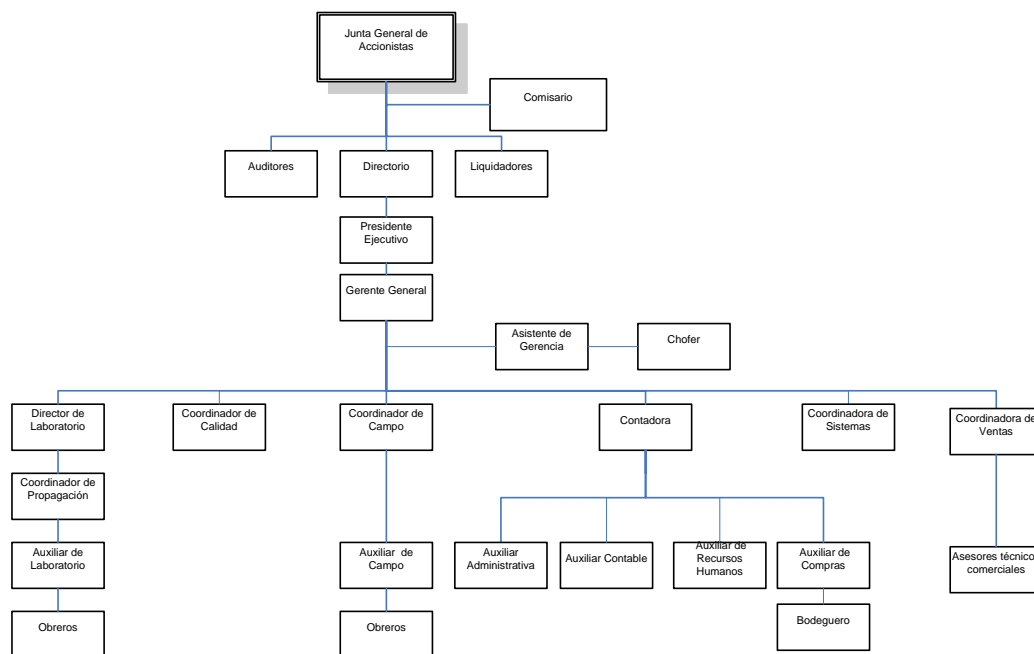 Junta General de
Accionistas
Comisario
Auditores
Directorio
Liquidadores
Presidente
Ejecutivo
Gerente General
Asistente de
Gerencia
Chofer
Director de
Laboratorio
Coordinador de
Calidad
Coordinador de
Campo
Contadora
Coordinadora de
Sistemas
Coordinadora de
Ventas
Coordinador de
Propagación
Auxiliar de
Laboratorio
Auxiliar de
Campo
Auxiliar
Administrativa
Auxiliar Contable
Auxiliar de
Recursos
Humanos
Auxiliar de
Compras
Asesores técnico
comerciales
Obreros
Obreros
Bodeguero